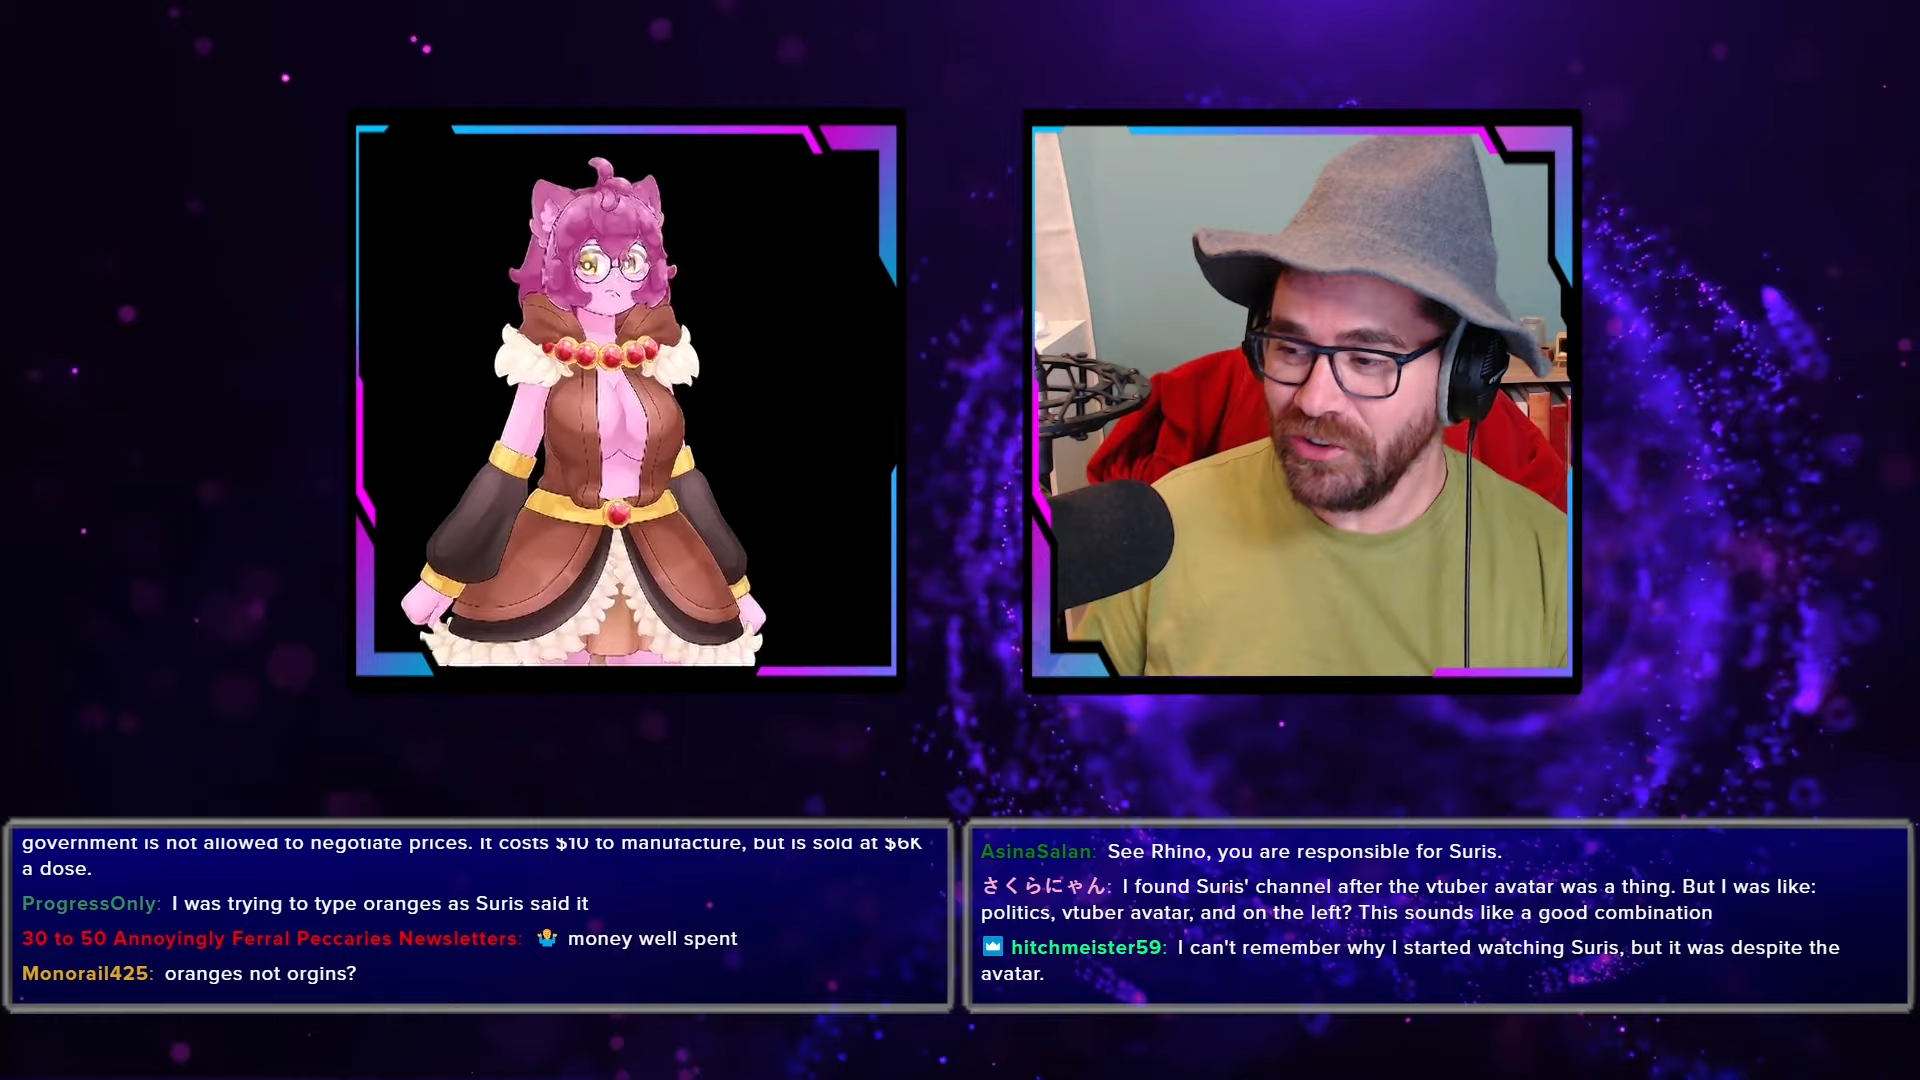 government is not allowed to negotiate prices. It costs $10 to manufacture, but is sold at $6K
a dose.
ProgressOnly: I was trying to type oranges as Suris said it
30 to 50 Annoyingly Ferral Peccaries Newsletters: 🤷 money well spent
Monorail425: oranges not orgins?
AsinaSalan: See Rhino, you are responsible for Suris.
さくらにゃん: I found Suris' channel after the vtuber avatar was a thing. But I was like:
politics, vtuber avatar, and on the left? This sounds like a good combination
hitchmeister59: I can't remember why I started watching Suris, but it was despite the
avatar.